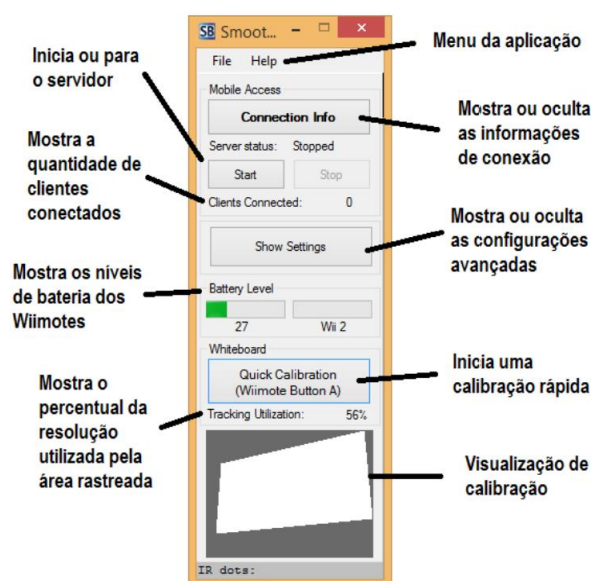 SB Smoot...
File Help
Mobile Access
Connection Info
Server status: Stopped
Start Stop
Clients Connected: 0
Show Settings
Battery Level
27 Wii 2
Whiteboard
Quick Calibration
(Wiimote Button A)
Tracking Utilization: 56%
IR dots:
Inicia ou para
o servidor
Mostra a
quantidade de
clientes
conectados
Mostra os níveis
de bateria dos
Wiimotes
Mostra o
percentual da
resolução
utilizada pela
área rastreada
Menu da aplicação
Mostra ou oculta
as informações
de conexão
Mostra ou oculta
as configurações
avançadas
Inicia uma
calibração rápida
Visualização de
calibração